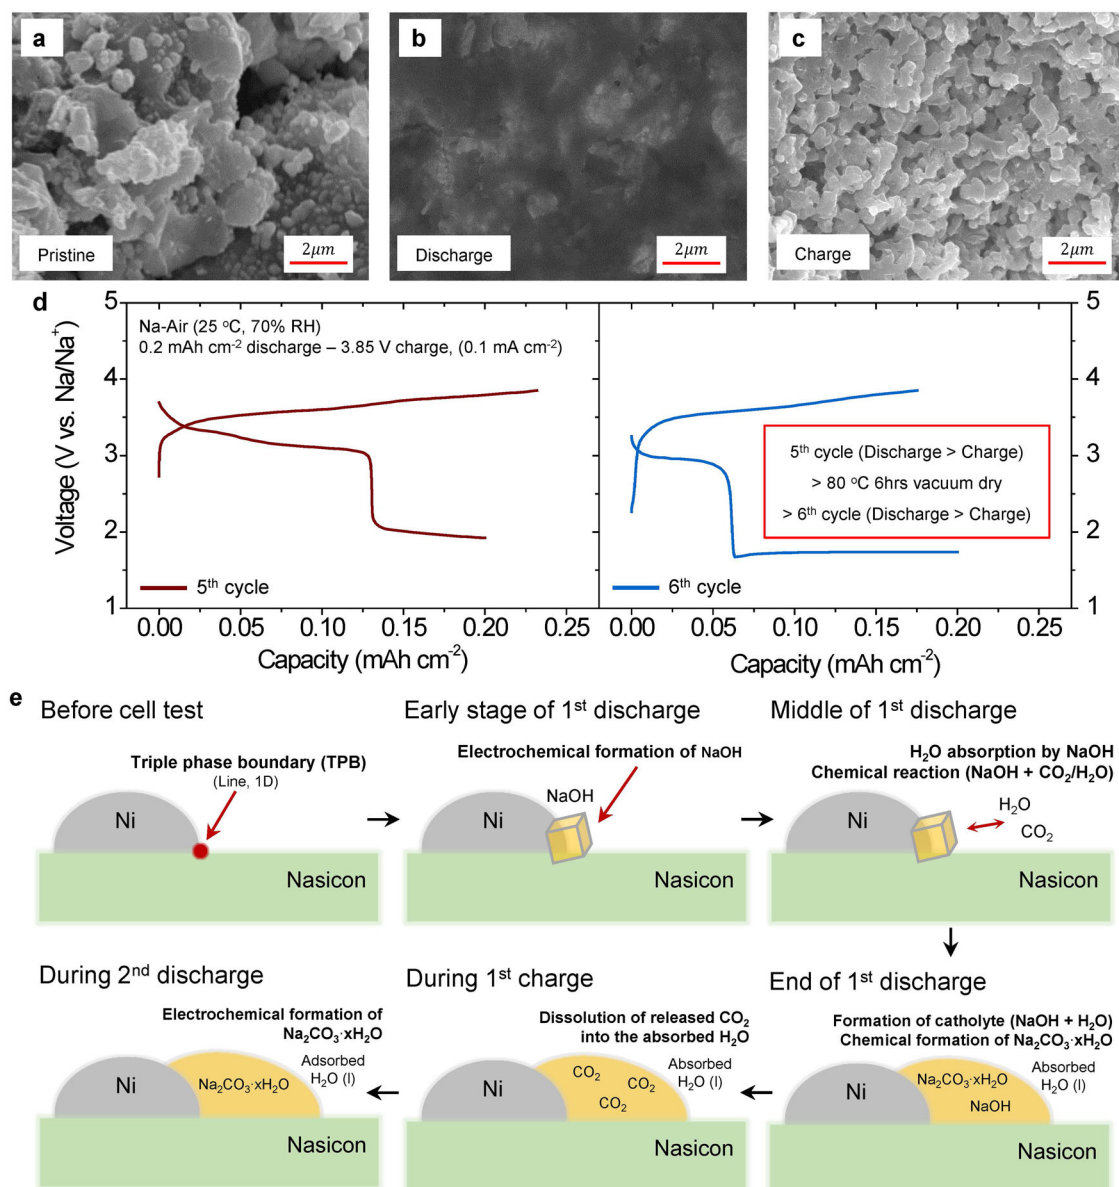 a
Pristine
2μm
b
Discharge
2μm
c
Charge
2μm
d
Voltage (V vs. Na/Na⁺)
5
4
3
2
1
Na-Air (25 ºC, 70% RH)
0.2 mAh cm⁻² discharge – 3.85 V charge, (0.1 mA cm⁻²)
5ᵗʰ cycle
0.00 0.05 0.10 0.15 0.20 0.25
Capacity (mAh cm⁻²)
5ᵗʰ cycle (Discharge > Charge)
> 80 ºC 6hrs vacuum dry
> 6ᵗʰ cycle (Discharge > Charge)
6ᵗʰ cycle
5
4
3
2
1
0.00 0.05 0.10 0.15 0.20 0.25
Capacity (mAh cm⁻²)
e
Before cell test
Triple phase boundary (TPB)
(Line, 1D)
Ni
Nasicon
Early stage of 1ˢᵗ discharge
Electrochemical formation of NaOH
NaOH
Ni
Nasicon
Middle of 1ˢᵗ discharge
H₂O absorption by NaOH
Chemical reaction (NaOH + CO₂/H₂O)
H₂O
CO₂
Ni
Nasicon
During 2ⁿᵈ discharge
Electrochemical formation of
Na₂CO₃·xH₂O
Adsorbed
H₂O (l)
Na₂CO₃·xH₂O
Ni
Nasicon
During 1ˢᵗ charge
Dissolution of released CO₂
into the absorbed H₂O
Absorbed
H₂O (l)
CO₂
CO₂
CO₂
Ni
Nasicon
End of 1ˢᵗ discharge
Formation of catholyte (NaOH + H₂O)
Chemical formation of Na₂CO₃·xH₂O
Absorbed
H₂O (l)
Na₂CO₃·xH₂O
NaOH
Ni
Nasicon